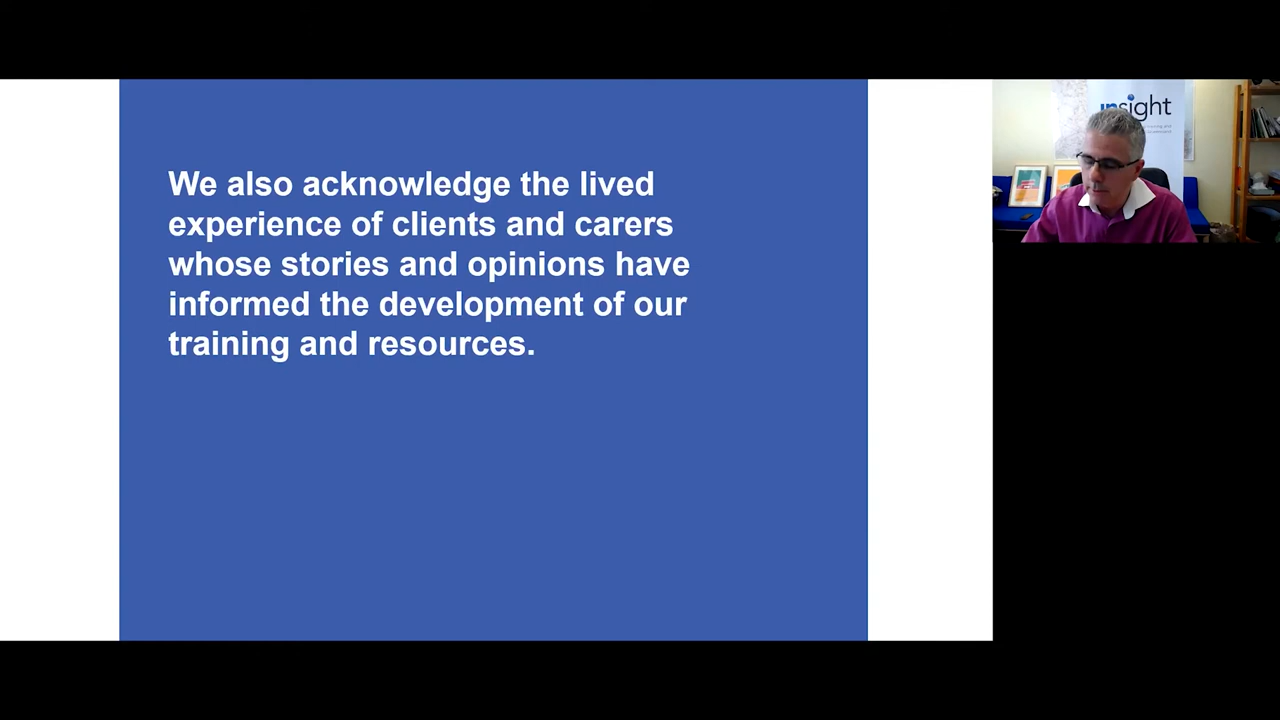 We also acknowledge the lived
experience of clients and carers
whose stories and opinions have
informed the development of our
training and resources.
insight